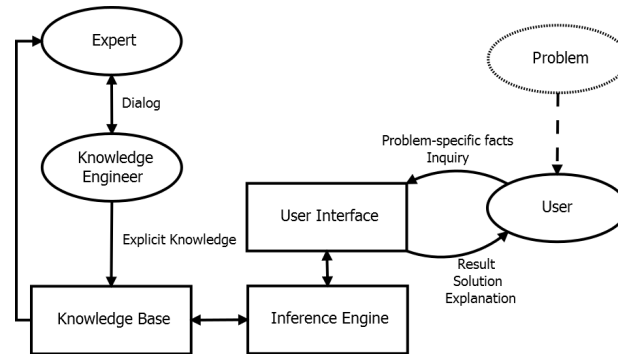 Expert
Problem
Dialog
Problem-specific facts
Inquiry
Knowledge
Engineer
User Interface
User
Explicit Knowledge
Result
Solution
Explanation
Knowledge Base
Inference Engine